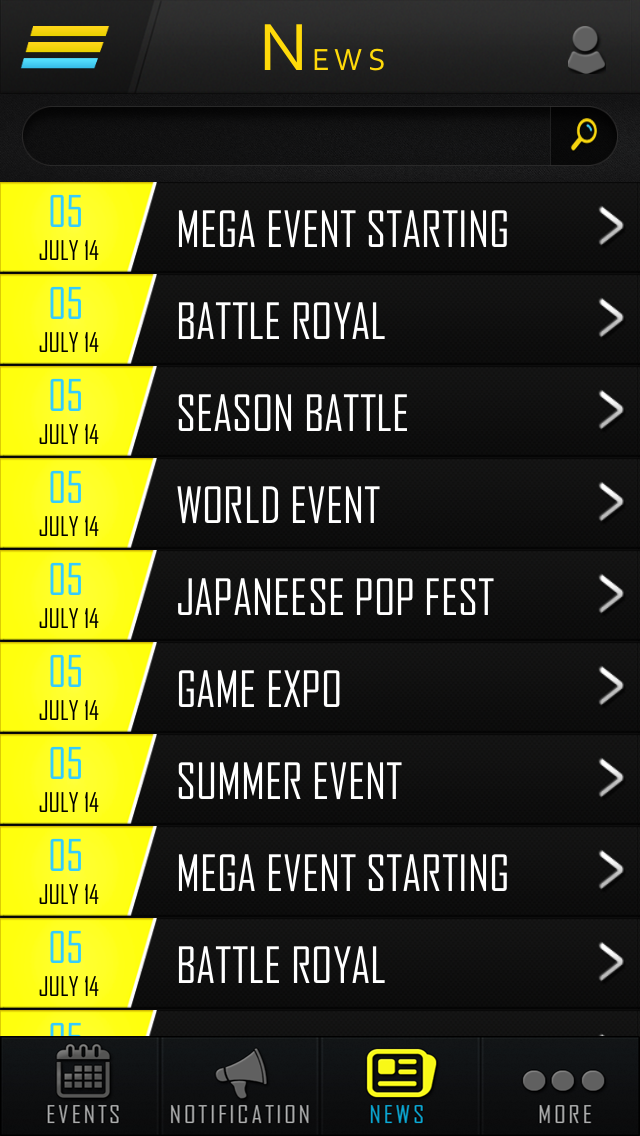 News
05
JULY 14
MEGA EVENT STARTING
05
JULY 14
BATTLE ROYAL
05
JULY 14
SEASON BATTLE
05
JULY 14
WORLD EVENT
05
JULY 14
JAPANEESE POP FEST
05
JULY 14
GAME EXPO
05
JULY 14
SUMMER EVENT
05
JULY 14
MEGA EVENT STARTING
05
JULY 14
BATTLE ROYAL
EVENTS
NOTIFICATION
NEWS
MORE